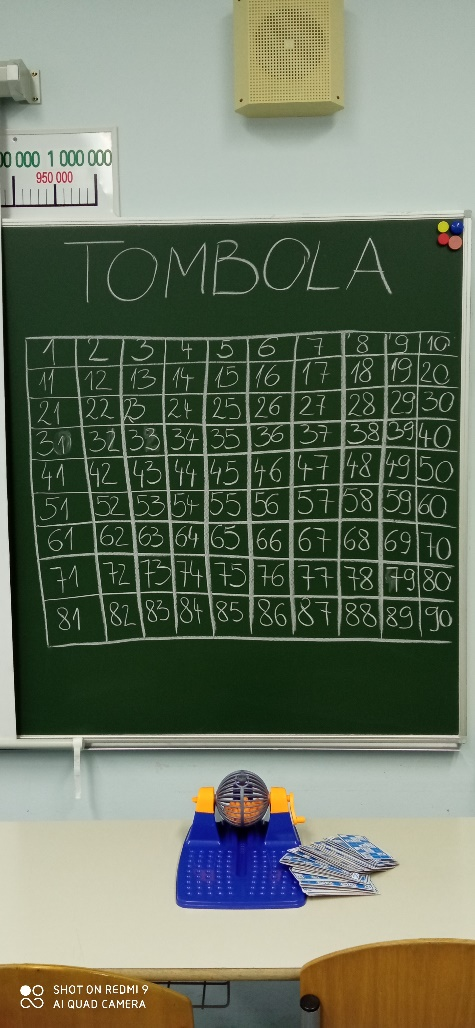 00 000 1 000 000
950 000
TOMBOLA
1 2 3 4 5 6 7 8 9 10
11 12 13 14 15 16 17 18 19 20
21 22 23 24 25 26 27 28 29 30
31 32 33 34 35 36 37 38 39 40
41 42 43 44 45 46 47 48 49 50
51 52 53 54 55 56 57 58 59 60
61 62 63 64 65 66 67 68 69 70
71 72 73 74 75 76 77 78 79 80
81 82 83 84 85 86 87 88 89 90
SHOT ON REDMI 9
AI QUAD CAMERA